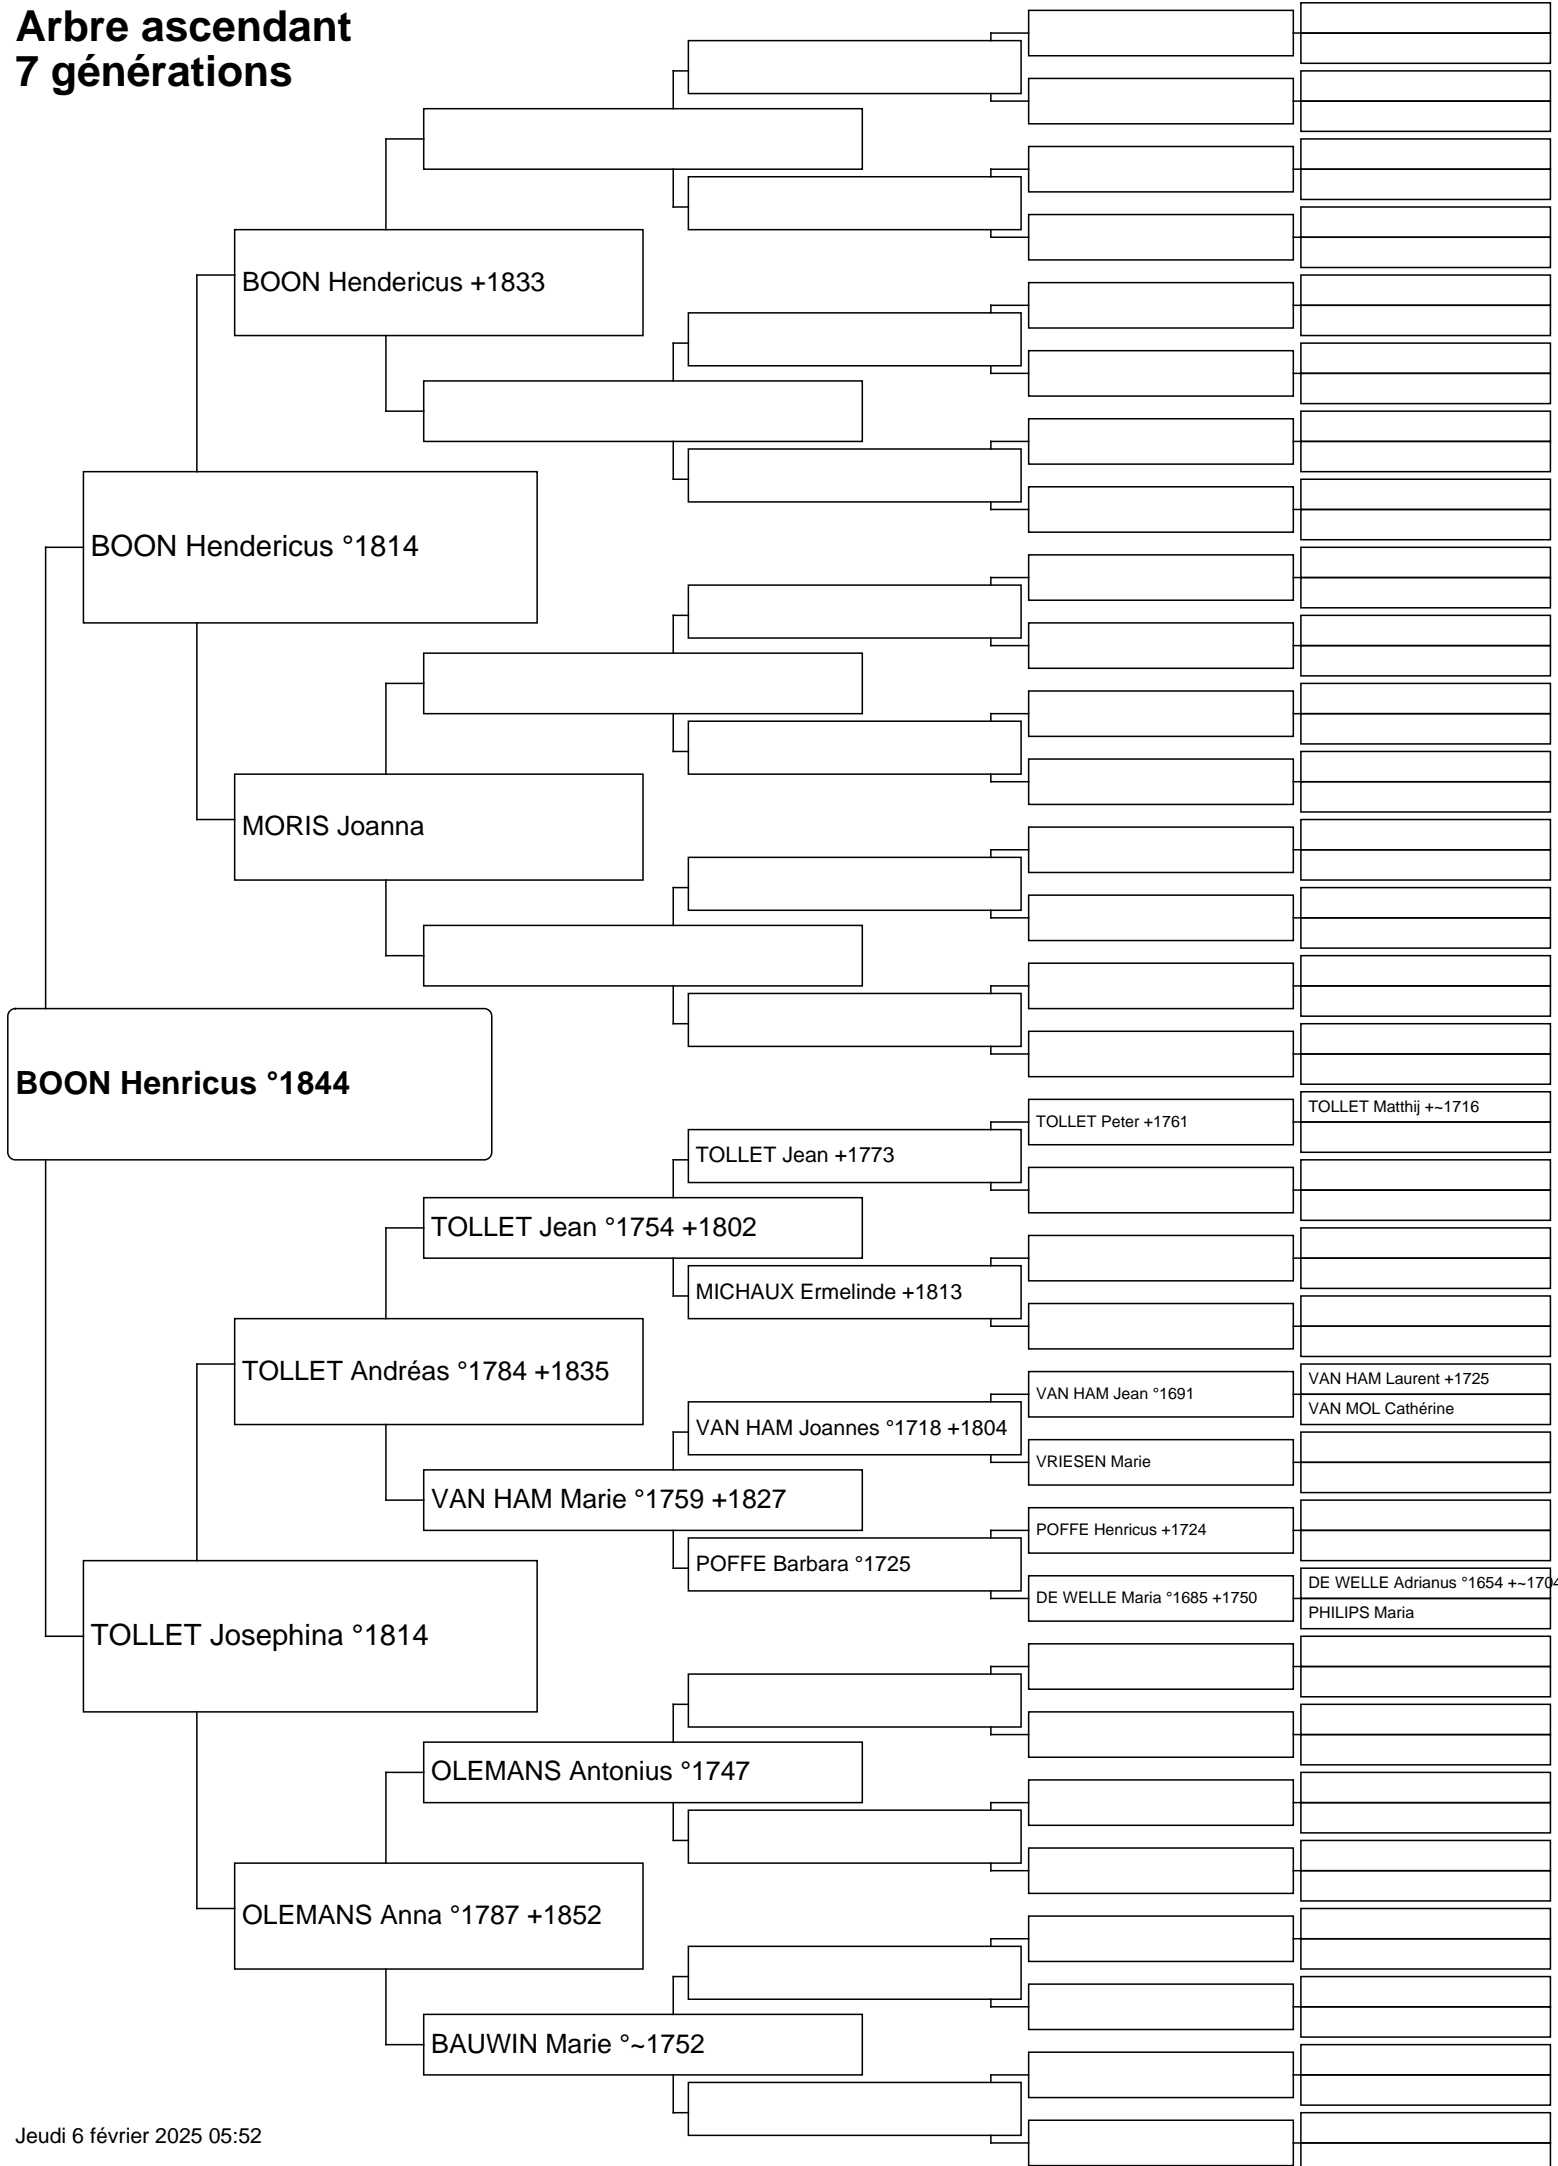 Arbre ascendant
7 générations
BOON Hendericus +1833
BOON Hendericus °1814
MORIS Joanna
BOON Henricus °1844
TOLLET Matthij +~1716
TOLLET Peter +1761
TOLLET Jean +1773
TOLLET Jean °1754 +1802
MICHAUX Ermelinde +1813
TOLLET Andréas °1784 +1835
VAN HAM Laurent +1725
VAN HAM Jean °1691
VAN MOL Cathérine
VAN HAM Joannes °1718 +1804
VRIESEN Marie
VAN HAM Marie °1759 +1827
POFFE Henricus +1724
POFFE Barbara °1725
DE WELLE Adrianus °1654 +~1704
DE WELLE Maria °1685 +1750
PHILIPS Maria
TOLLET Josephina °1814
OLEMANS Antonius °1747
OLEMANS Anna °1787 +1852
BAUWIN Marie °~1752
Jeudi 6 février 2025 05:52